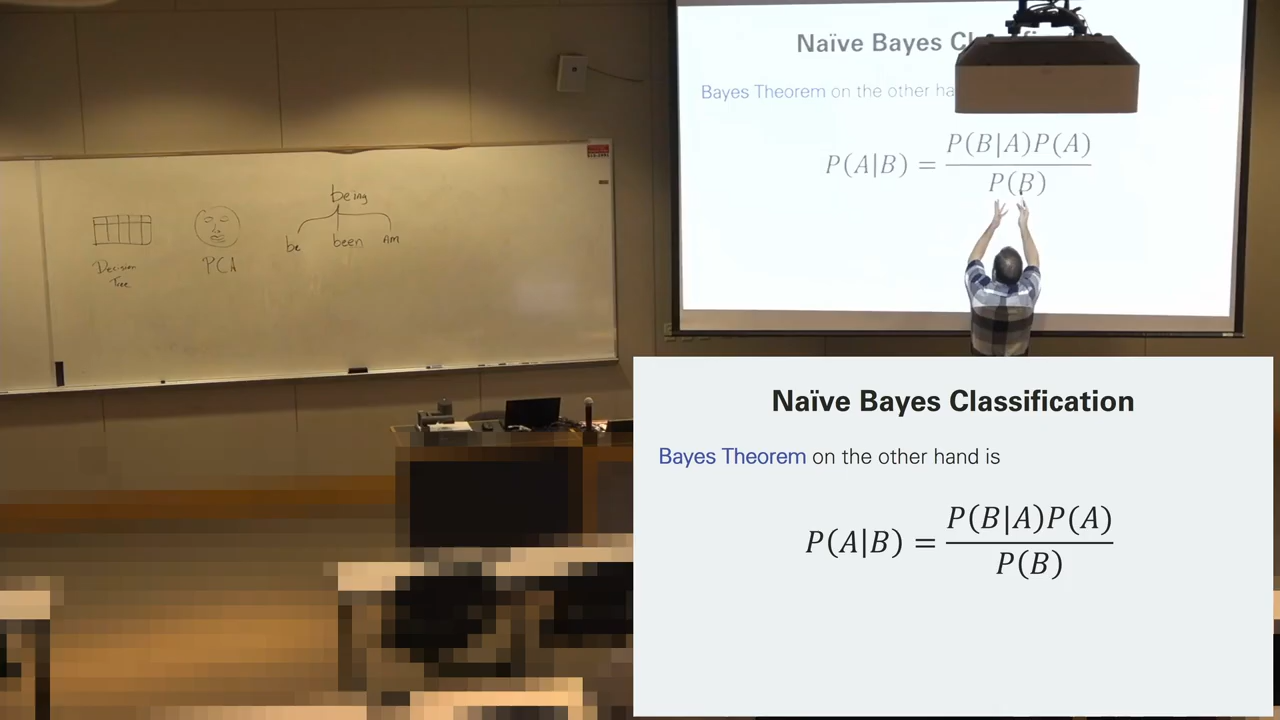 being
be been Am
Decision
Tree
PCA
Naïve Bayes Cl
Bayes Theorem on the other ha
P(A|B) = P(B|A)P(A)
P(B)
Naïve Bayes Classification
Bayes Theorem on the other hand is
P(A|B) = P(B|A)P(A)
P(B)